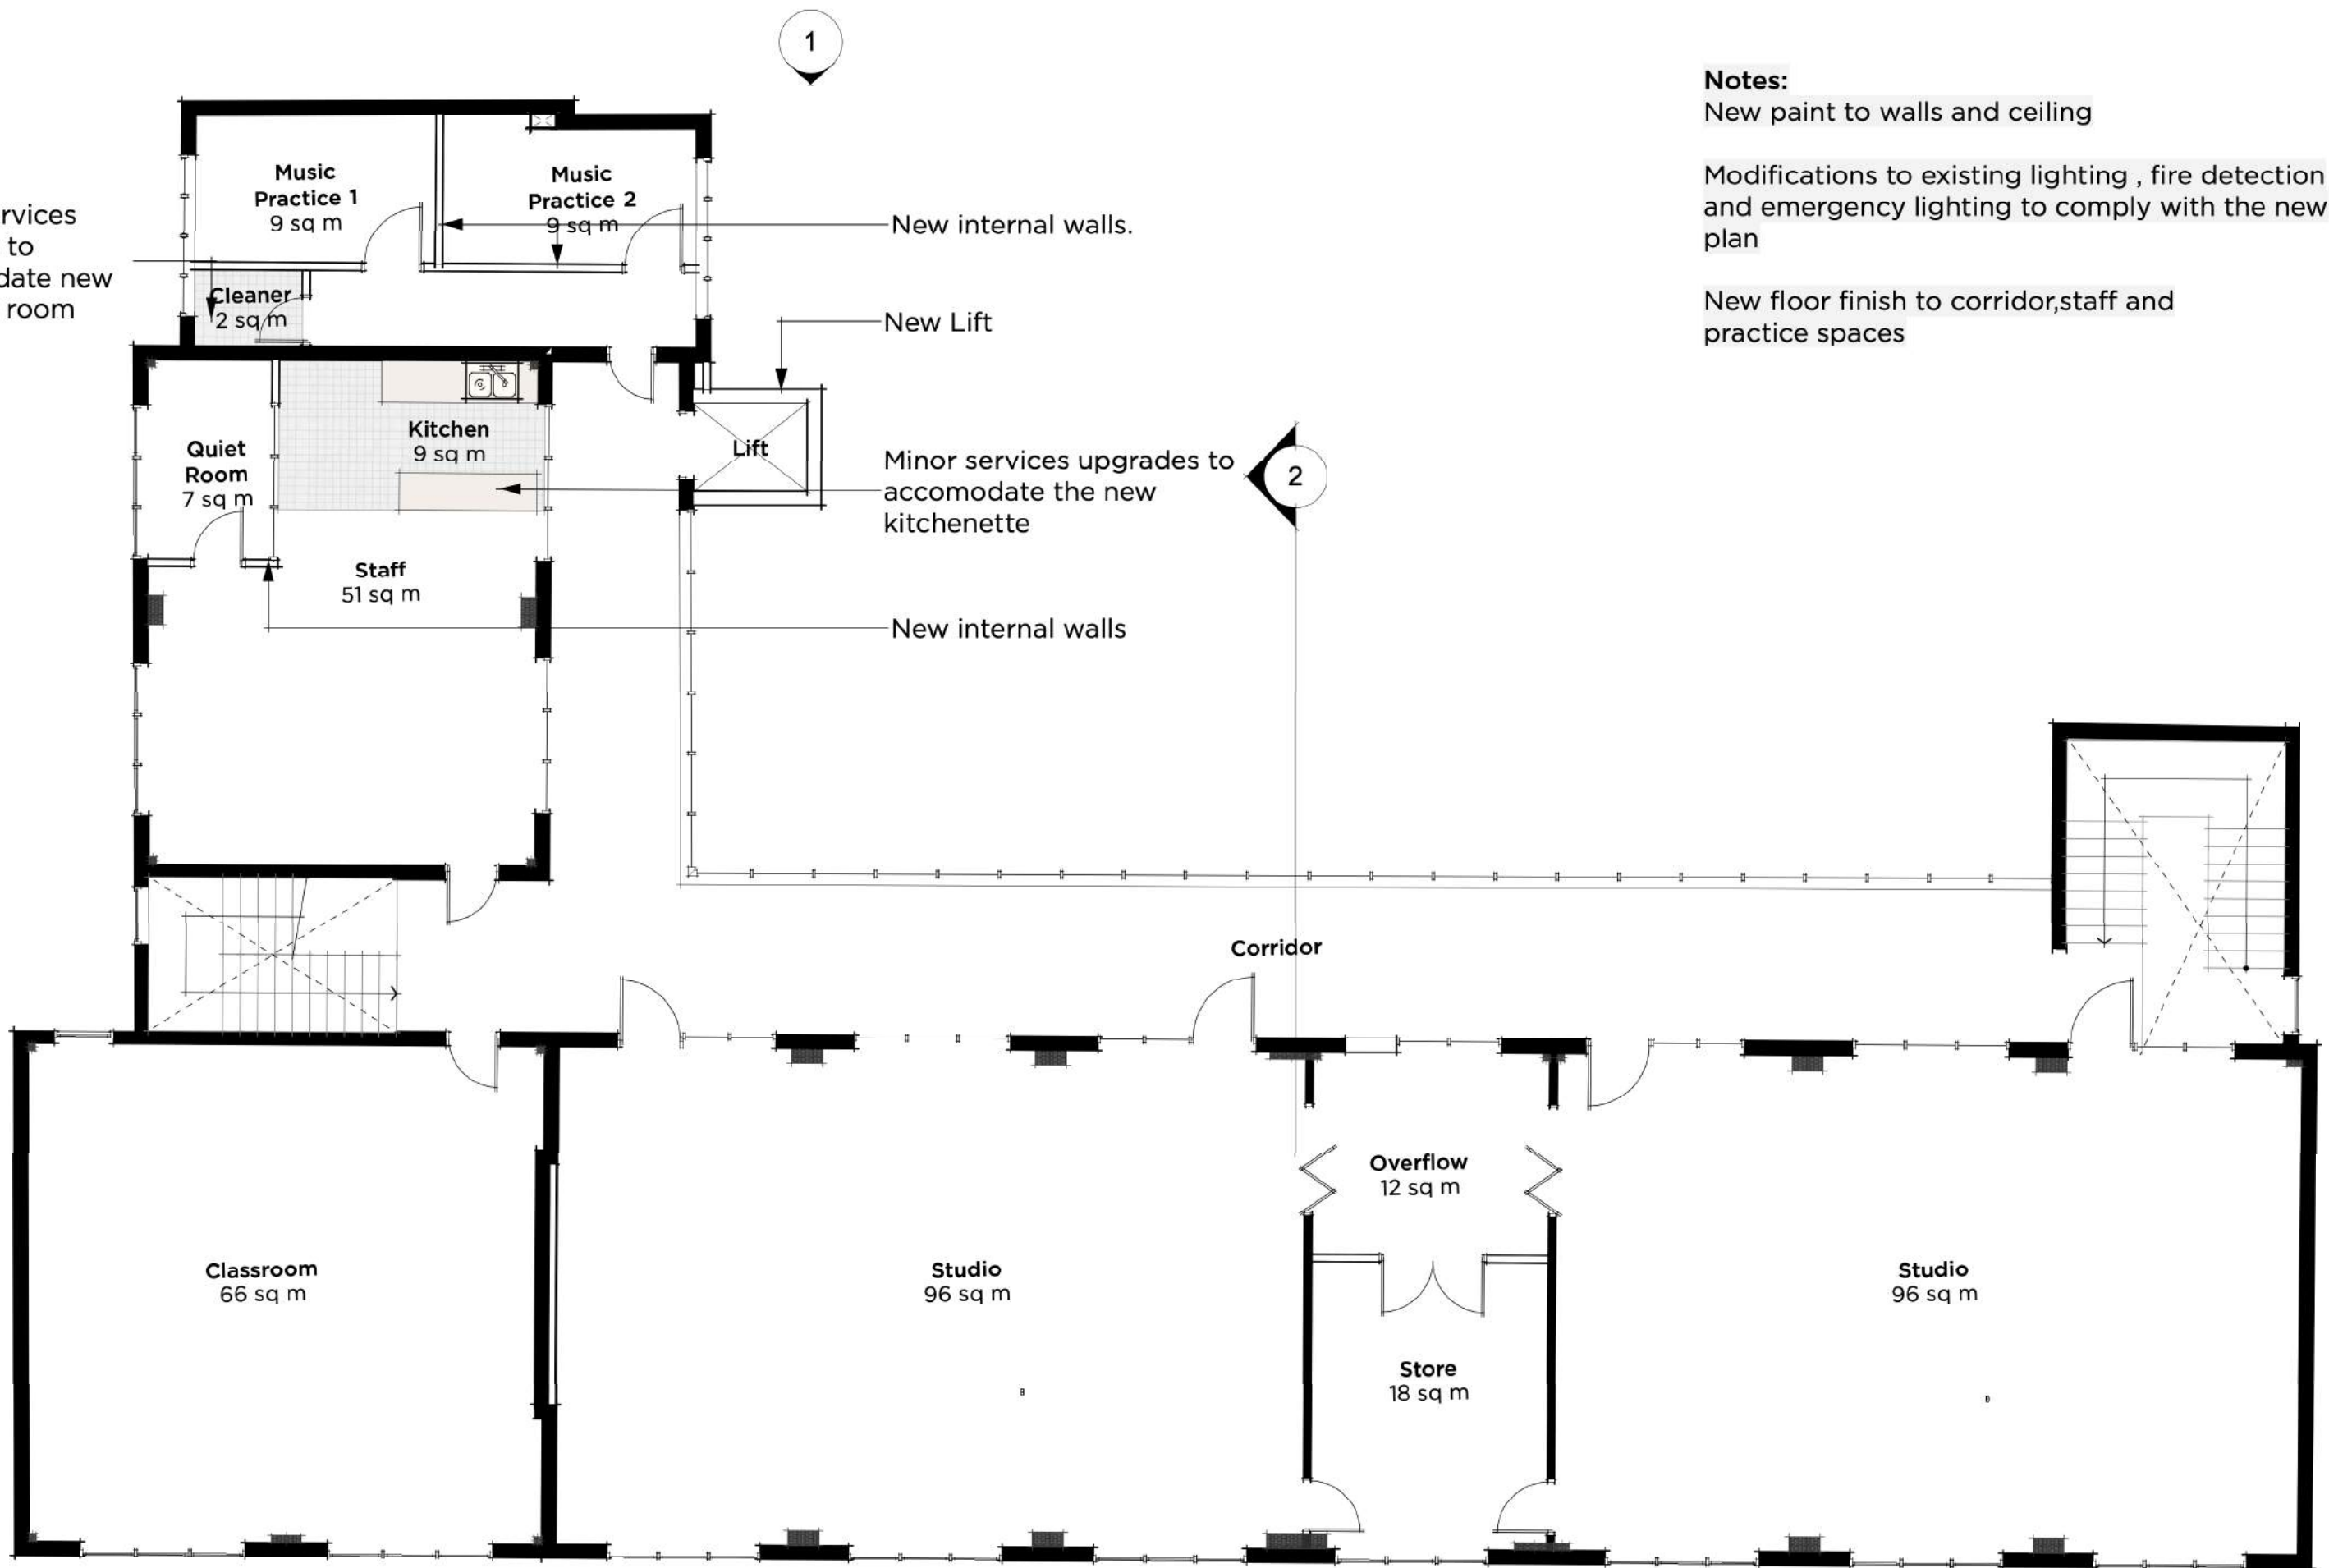 1
Notes:
New paint to walls and ceiling
Modifications to existing lighting , fire detection
and emergency lighting to comply with the new
plan
New floor finish to corridor,staff and
practice spaces
Music
Practice 1
9 sq m
Music
Practice 2
9 sq m
rvices
to
date new
room
New internal walls.
Cleaner
2 sq m
New Lift
Kitchen
9 sq m
Quiet
Room
7 sq m
Lift
Minor services upgrades to
accomodate the new
kitchenette
2
Staff
51 sq m
New internal walls
Corridor
Overflow
12 sq m
Classroom
66 sq m
Studio
96 sq m
Studio
96 sq m
Store
18 sq m